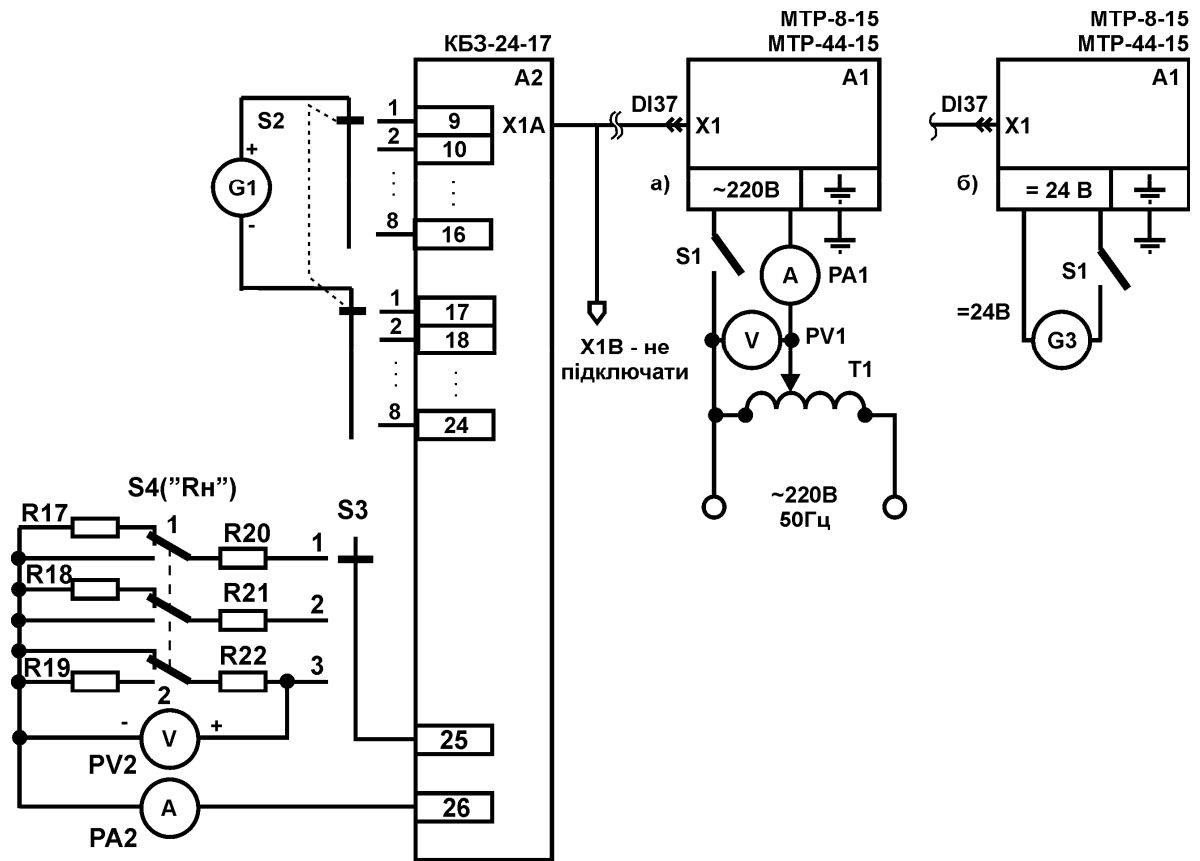 МТР-8-15
МТР-44-15
МТР-8-15
МТР-44-15
КБЗ-24-17
A2
A1
A1
S2
1
9
X1A
DI37
X1
DI37
X1
2
10
+
G1
-
а)
~220В
б)
= 24 В
8
16
S1
A
PA1
S1
1
17
=24В
2
18
V
PV1
G3
X1B - не
підключати
T1
8
24
S4("Rн")
~220В
50Гц
S3
R17
1
R20
1
R18
R21
2
R19
R22
3
2
-
V
+
25
PV2
A
26
PA2